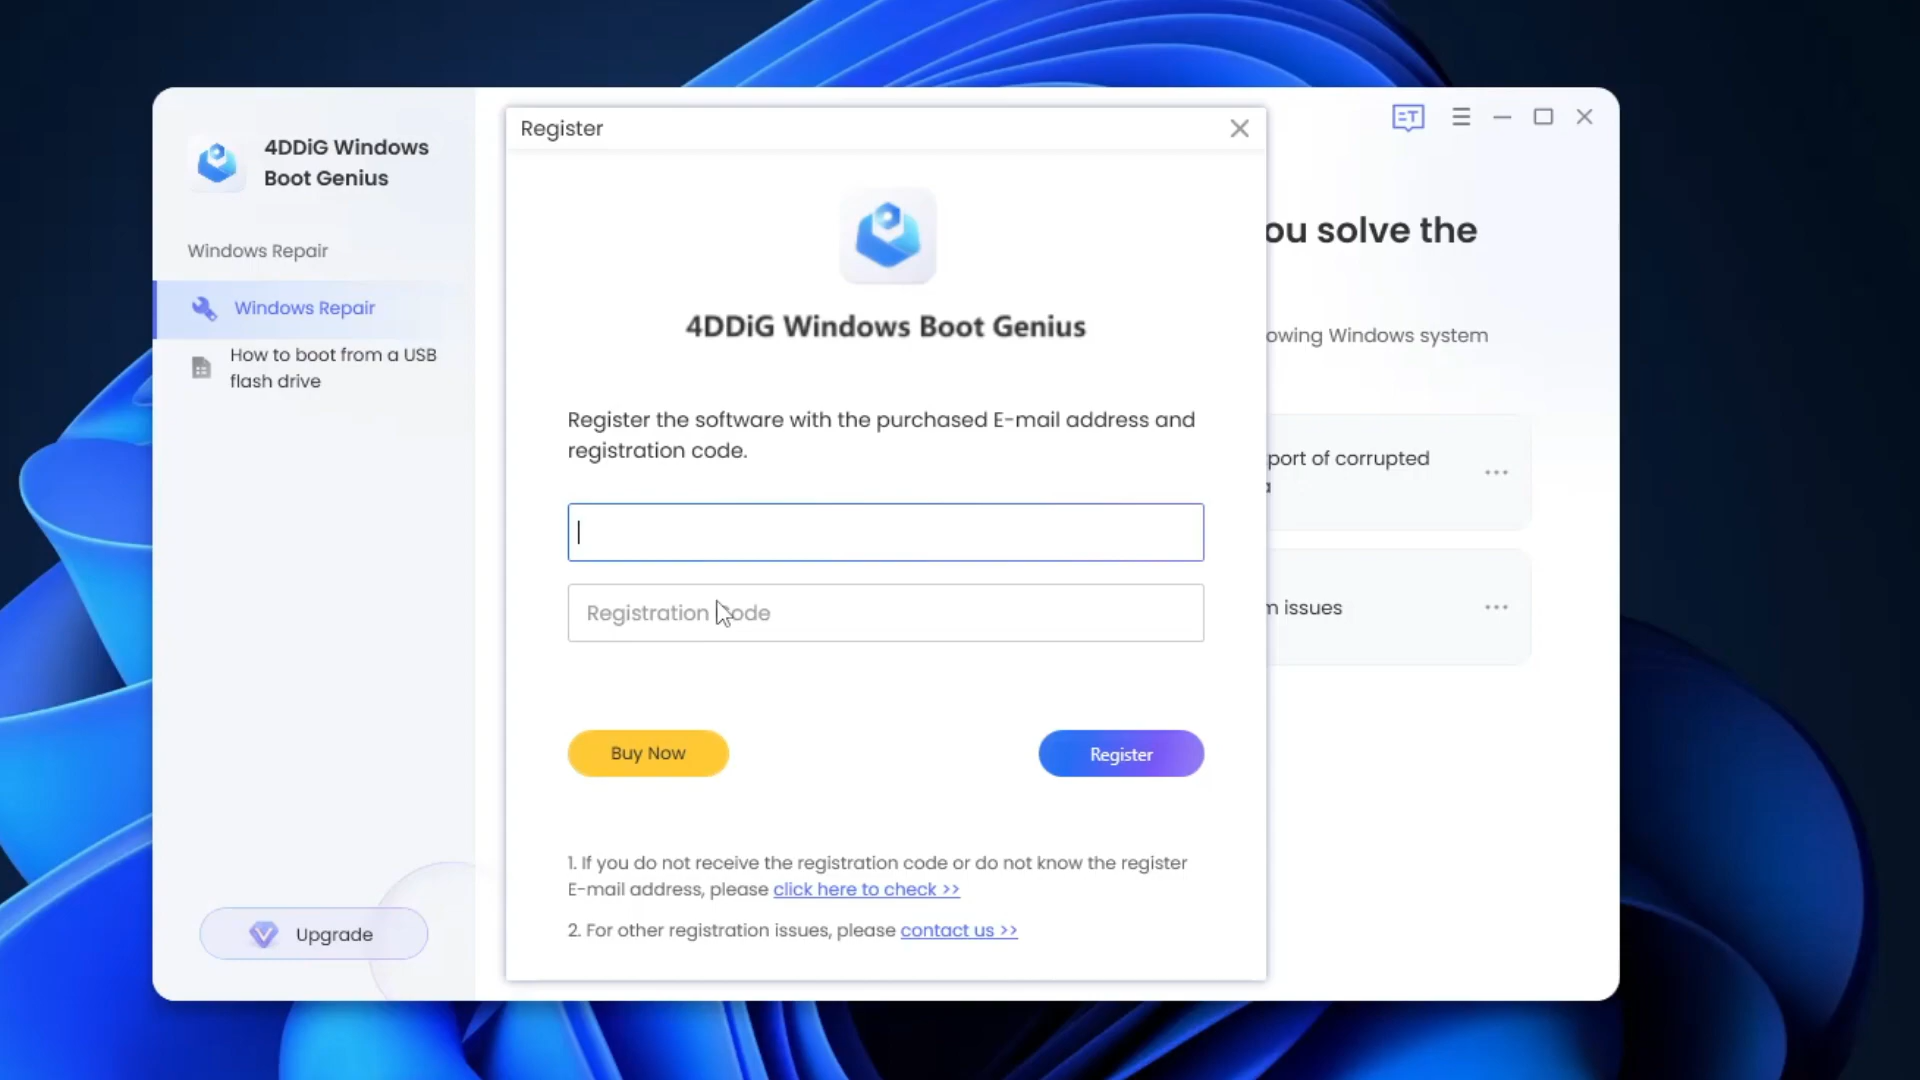 4DDiG Windows
Boot Genius
Windows Repair
Windows Repair
How to boot from a USB
flash drive
Upgrade
Register
4DDiG Windows Boot Genius
Register the software with the purchased E-mail address and
registration code.
Registration Code
Buy Now
Register
1. If you do not receive the registration code or do not know the register
E-mail address, please click here to check >>
2. For other registration issues, please contact us >>
ou solve the
owing Windows system
port of corrupted
n issues